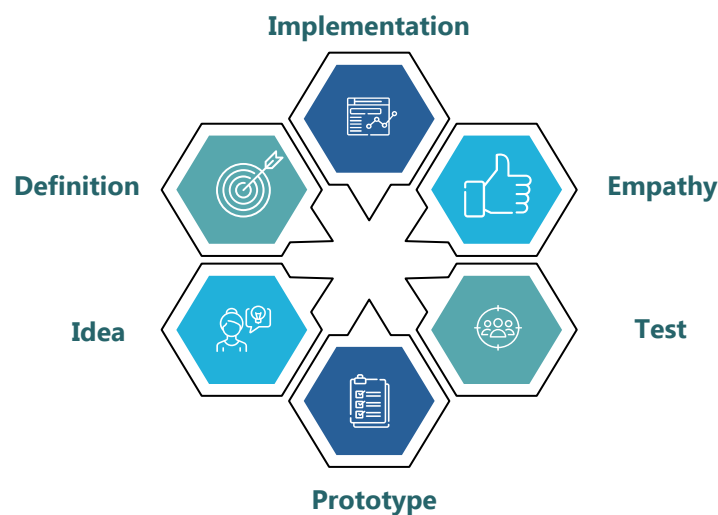 Implementation
Definition
Empathy
Idea
Test
Prototype